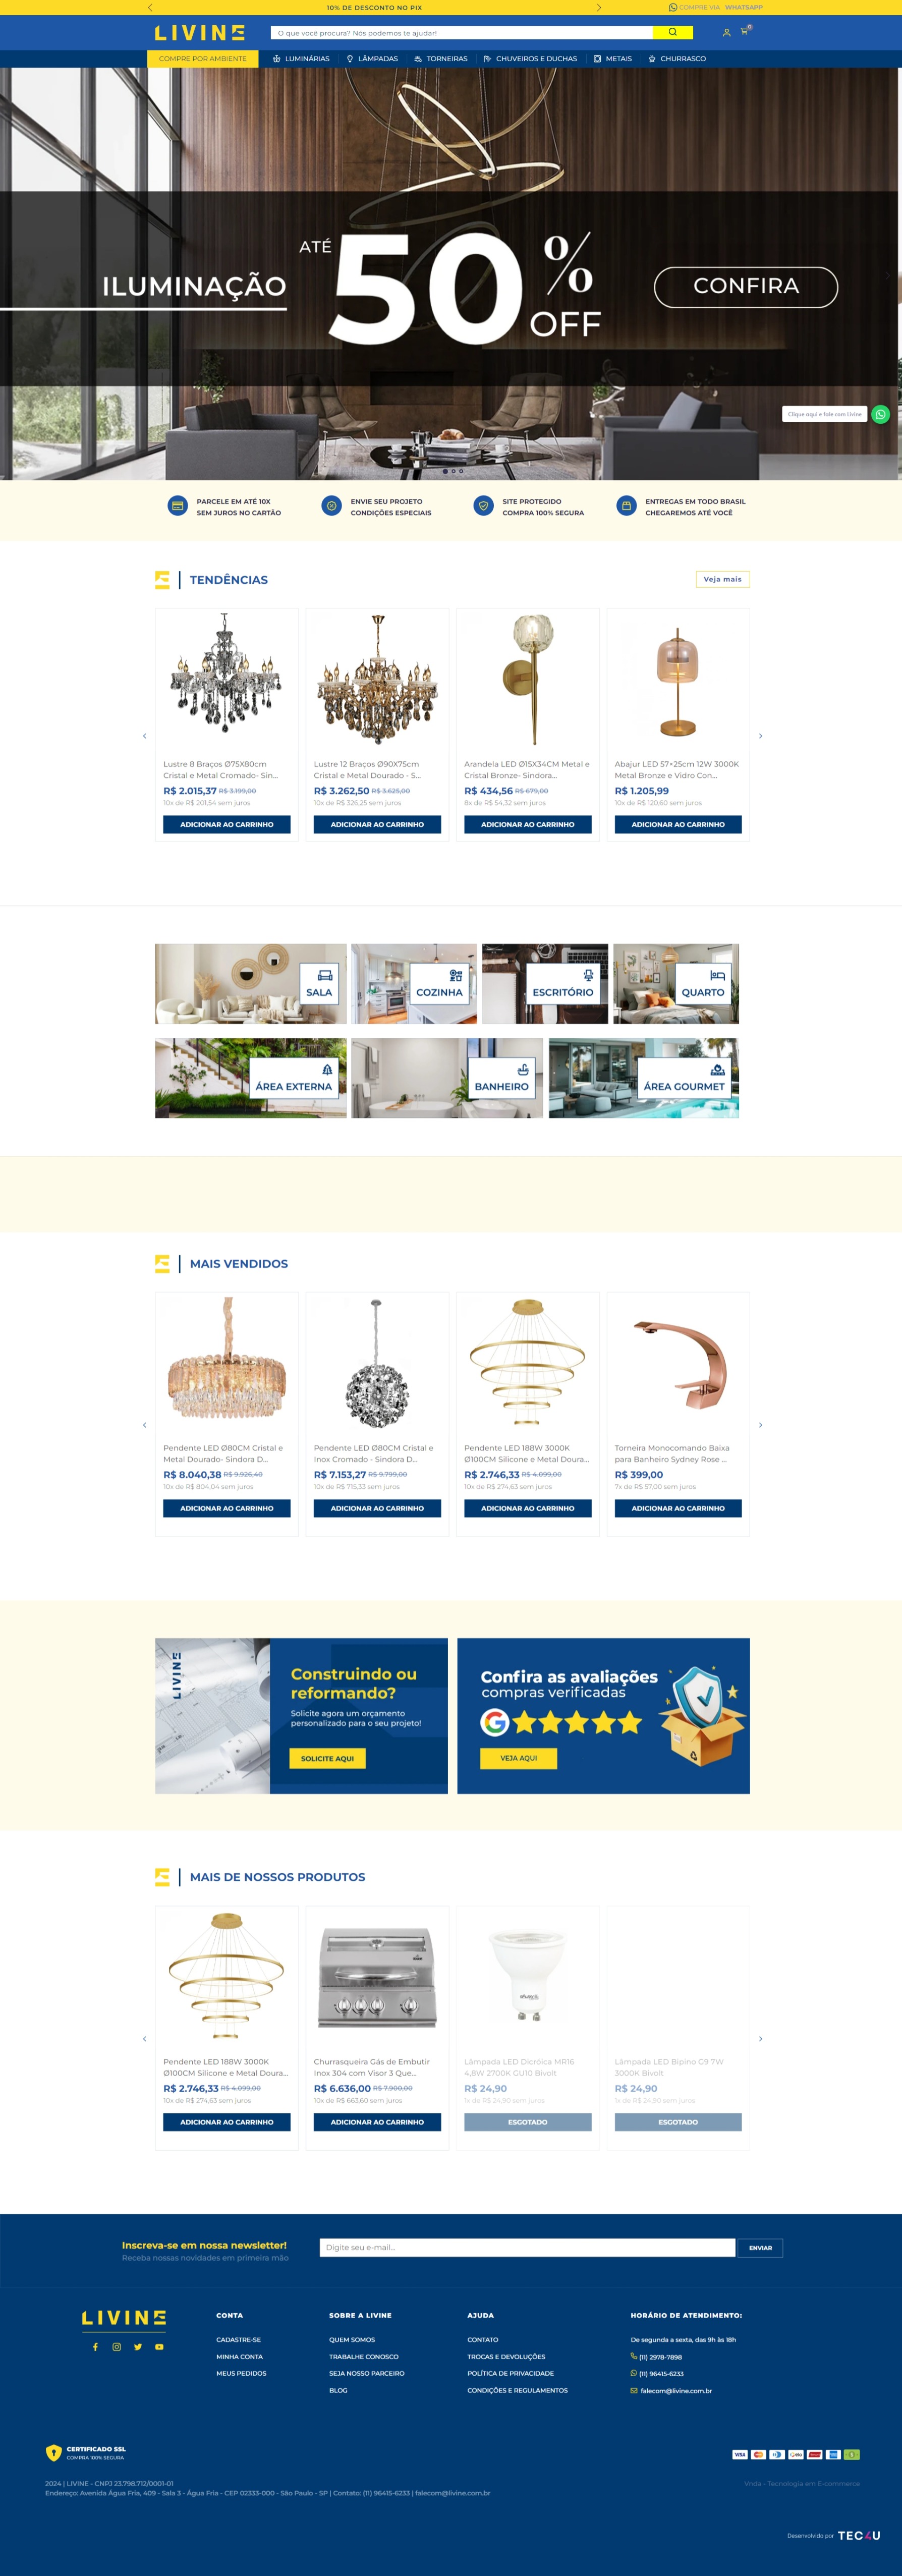 10% DE DESCONTO NO PIX
COMPRE VIA WHATSAPP
LIVINE
O que você procura? Nós podemos te ajudar!
0
COMPRE POR AMBIENTE
LUMINÁRIAS
LÂMPADAS
TORNEIRAS
CHUVEIROS E DUCHAS
METAIS
CHURRASCO
ILUMINAÇÃO
ATÉ
50%
OFF
CONFIRA
Clique aqui e fale com Livine
PARCELE EM ATÉ 10X
SEM JUROS NO CARTÃO
ENVIE SEU PROJETO
CONDIÇÕES ESPECIAIS
SITE PROTEGIDO
COMPRA 100% SEGURA
ENTREGAS EM TODO BRASIL
CHEGAREMOS ATÉ VOCÊ
TENDÊNCIAS
Veja mais
Lustre 8 Braços Ø75X80cm
Cristal e Metal Cromado- Sin...
R$ 2.015,37 R$ 3.199,00
10x de R$ 201,54 sem juros
ADICIONAR AO CARRINHO
Lustre 12 Braços Ø90X75cm
Cristal e Metal Dourado - S...
R$ 3.262,50 R$ 3.625,00
10x de R$ 326,25 sem juros
ADICIONAR AO CARRINHO
Arandela LED Ø15X34CM Metal e
Cristal Bronze- Sindora...
R$ 434,56 R$ 679,00
8x de R$ 54,32 sem juros
ADICIONAR AO CARRINHO
Abajur LED 57×25cm 12W 3000K
Metal Bronze e Vidro Con...
R$ 1.205,99
10x de R$ 120,60 sem juros
ADICIONAR AO CARRINHO
SALA
COZINHA
ESCRITÓRIO
QUARTO
ÁREA EXTERNA
BANHEIRO
ÁREA GOURMET
MAIS VENDIDOS
Pendente LED Ø80CM Cristal e
Metal Dourado- Sindora D...
R$ 8.040,38 R$ 9.926,40
10x de R$ 804,04 sem juros
ADICIONAR AO CARRINHO
Pendente LED Ø80CM Cristal e
Inox Cromado - Sindora D...
R$ 7.153,27 R$ 9.799,00
10x de R$ 715,33 sem juros
ADICIONAR AO CARRINHO
Pendente LED 188W 3000K
Ø100CM Silicone e Metal Doura...
R$ 2.746,33 R$ 4.099,00
10x de R$ 274,63 sem juros
ADICIONAR AO CARRINHO
Torneira Monocomando Baixa
para Banheiro Sydney Rose ...
R$ 399,00
7x de R$ 57,00 sem juros
ADICIONAR AO CARRINHO
LIVINE
Construindo ou
reformando?
Solicite agora um orçamento
personalizado para o seu projeto!
SOLICITE AQUI
Confira as avaliações
compras verificadas
VEJA AQUI
MAIS DE NOSSOS PRODUTOS
Pendente LED 188W 3000K
Ø100CM Silicone e Metal Doura...
R$ 2.746,33 R$ 4.099,00
10x de R$ 274,63 sem juros
ADICIONAR AO CARRINHO
Churrasqueira Gás de Embutir
Inox 304 com Visor 3 Que...
R$ 6.636,00 R$ 7.900,00
10x de R$ 663,60 sem juros
ADICIONAR AO CARRINHO
Lâmpada LED Dicróica MR16
4,8W 2700K GU10 Bivolt
R$ 24,90
1x de R$ 24,90 sem juros
ESGOTADO
Lâmpada LED Bipino G9 7W
3000K Bivolt
R$ 24,90
1x de R$ 24,90 sem juros
ESGOTADO
Inscreva-se em nossa newsletter!
Receba nossas novidades em primeira mão
Digite seu e-mail...
ENVIAR
LIVINE
CONTA
CADASTRE-SE
MINHA CONTA
MEUS PEDIDOS
SOBRE A LIVINE
QUEM SOMOS
TRABALHE CONOSCO
SEJA NOSSO PARCEIRO
BLOG
AJUDA
CONTATO
TROCAS E DEVOLUÇÕES
POLÍTICA DE PRIVACIDADE
CONDIÇÕES E REGULAMENTOS
HORÁRIO DE ATENDIMENTO:
De segunda a sexta, das 9h às 18h
(11) 2978-7898
(11) 96415-6233
falecom@livine.com.br
CERTIFICADO SSL
COMPRA 100% SEGURA
VISA
2024 | LIVINE - CNPJ 23.798.712/0001-01
Endereço: Avenida Água Fria, 409 - Sala 3 - Água Fria - CEP 02333-000 - São Paulo - SP | Contato: (11) 96415-6233 | falecom@livine.com.br
Vnda - Tecnologia em E-commerce
Desenvolvido por TEC4U